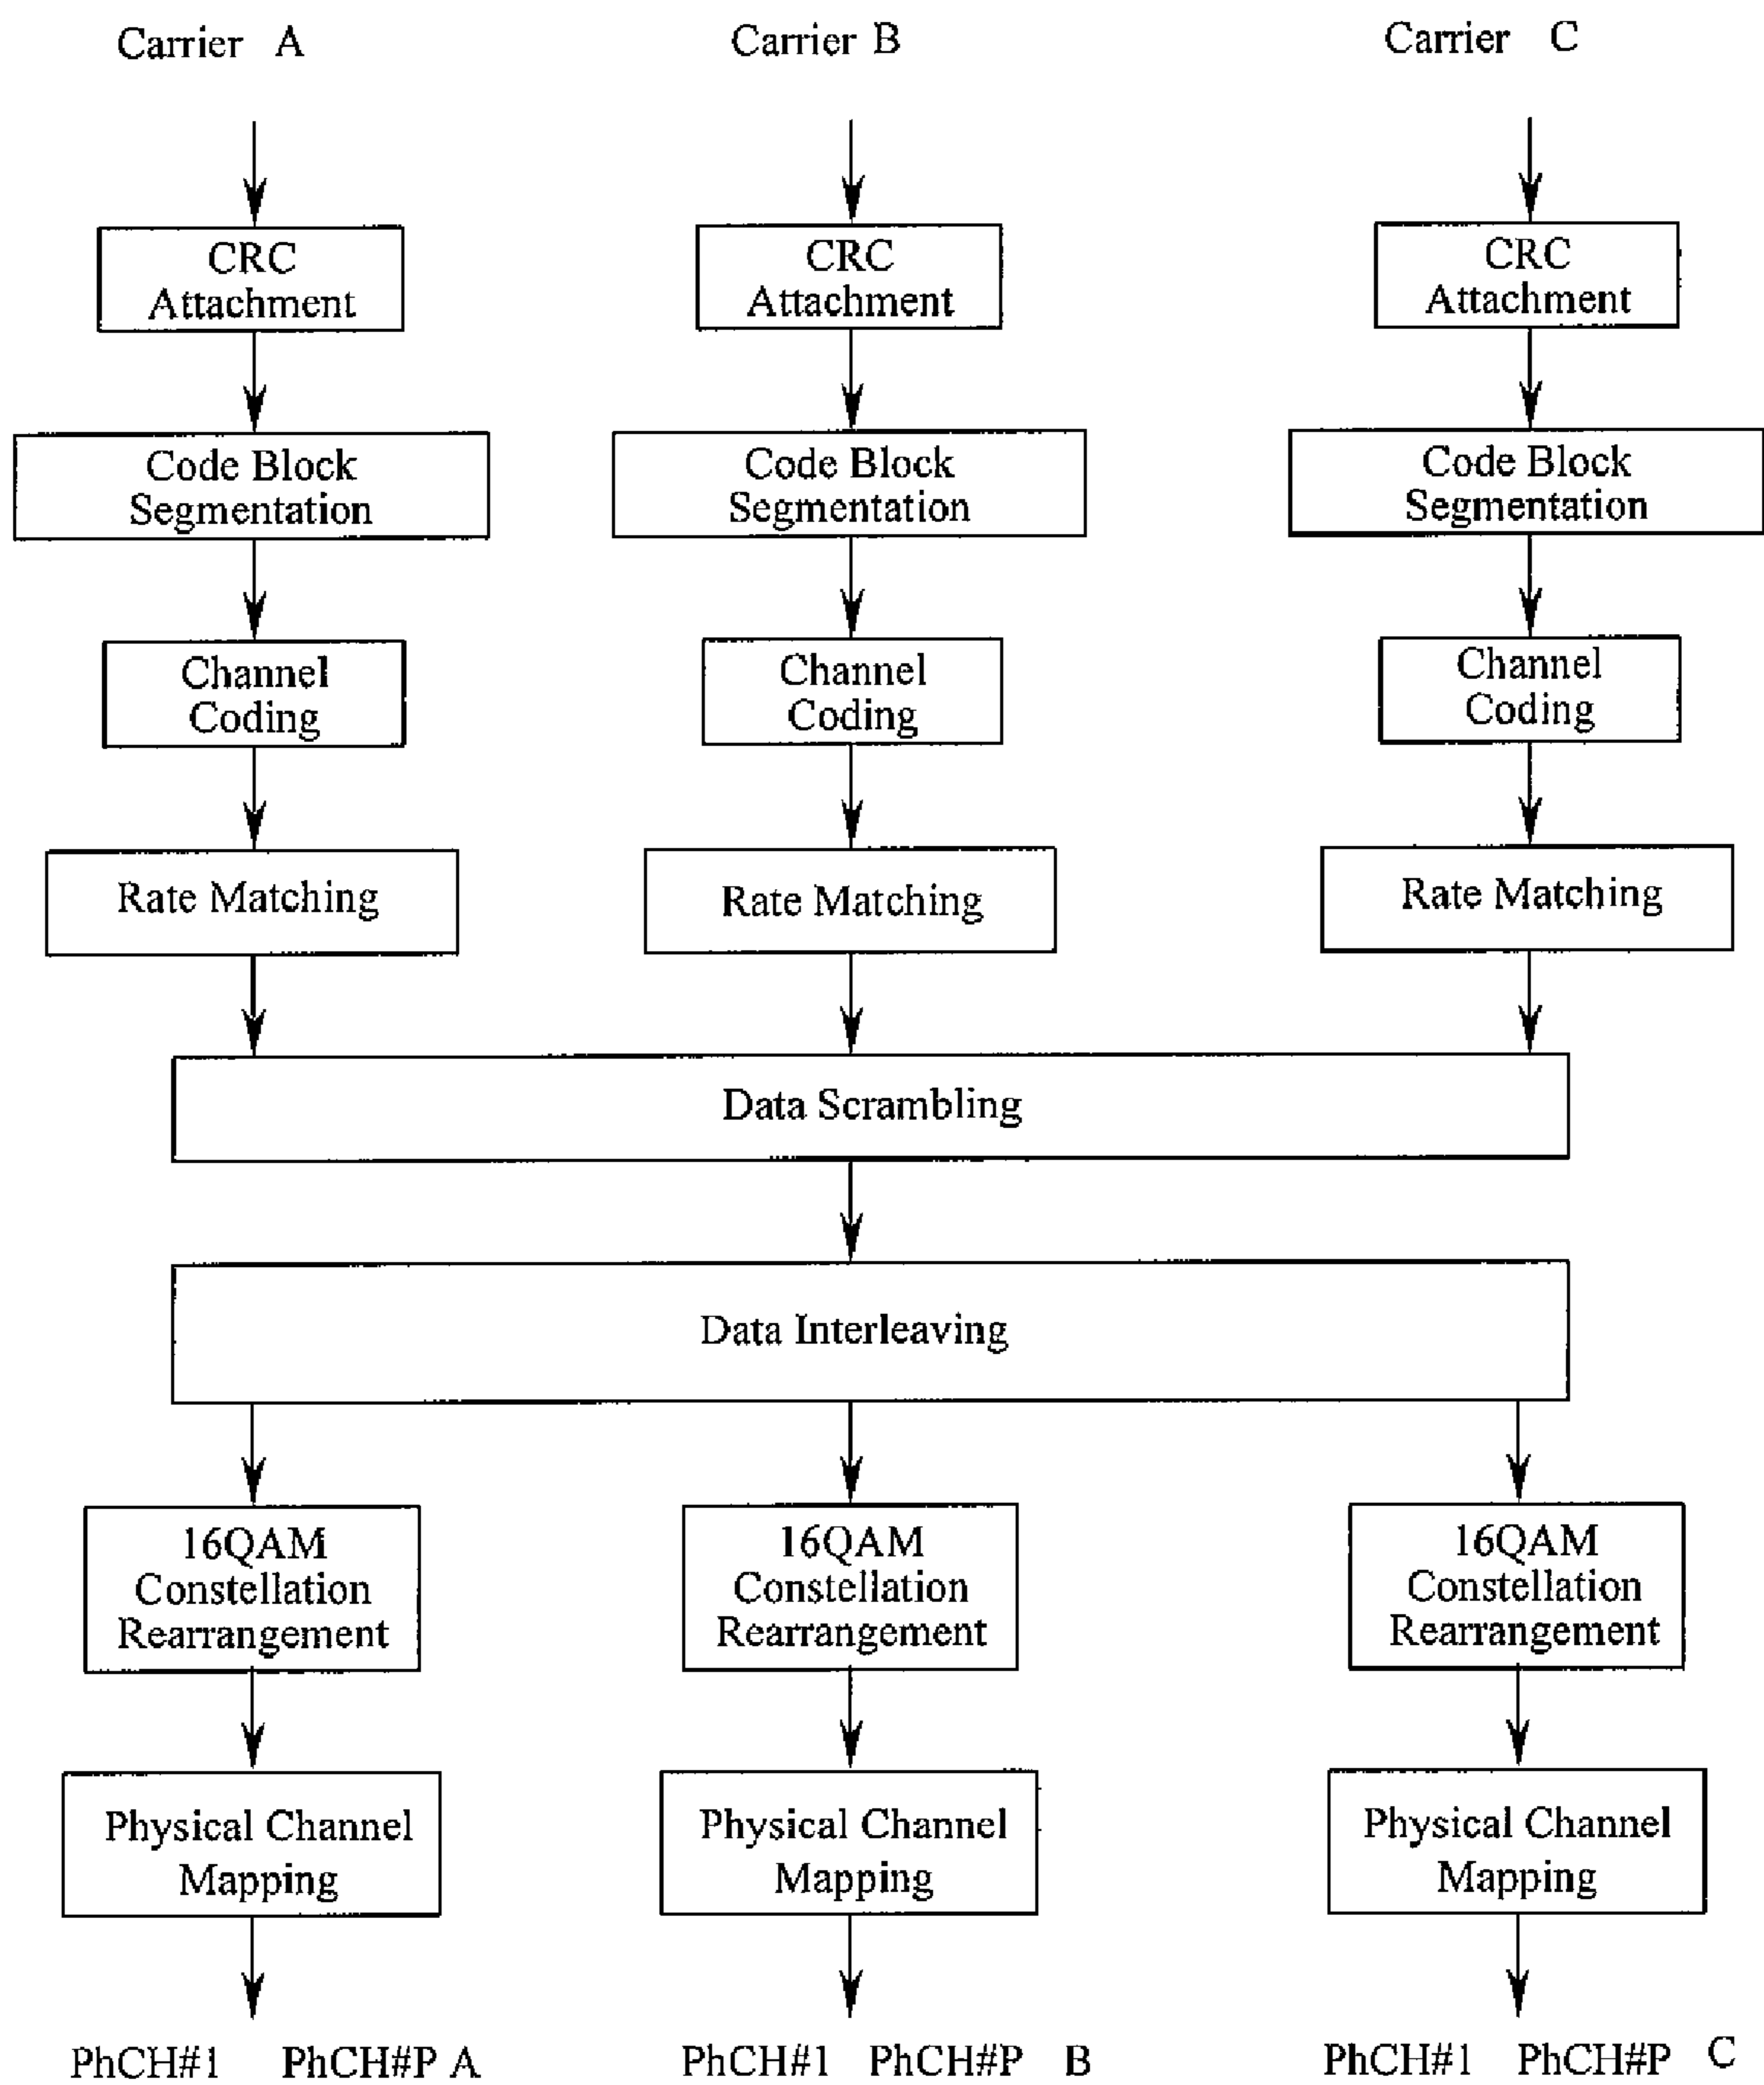 Carrier A
Carrier B
Carrier C
CRC
Attachment
CRC
Attachment
CRC
Attachment
Code Block
Segmentation
Code Block
Segmentation
Code Block
Segmentation
Channel
Coding
Channel
Coding
Channel
Coding
Rate Matching
Rate Matching
Rate Matching
Data Scrambling
Data Interleaving
16QAM
Constellation
Rearrangement
16QAM
Constellation
Rearrangement
16QAM
Constellation
Rearrangement
Physical Channel
Mapping
Physical Channel
Mapping
Physical Channel
Mapping
PhCH#1 PhCH#P A
PhCH#1 PhCH#P B
PhCH#1 PhCH#P C